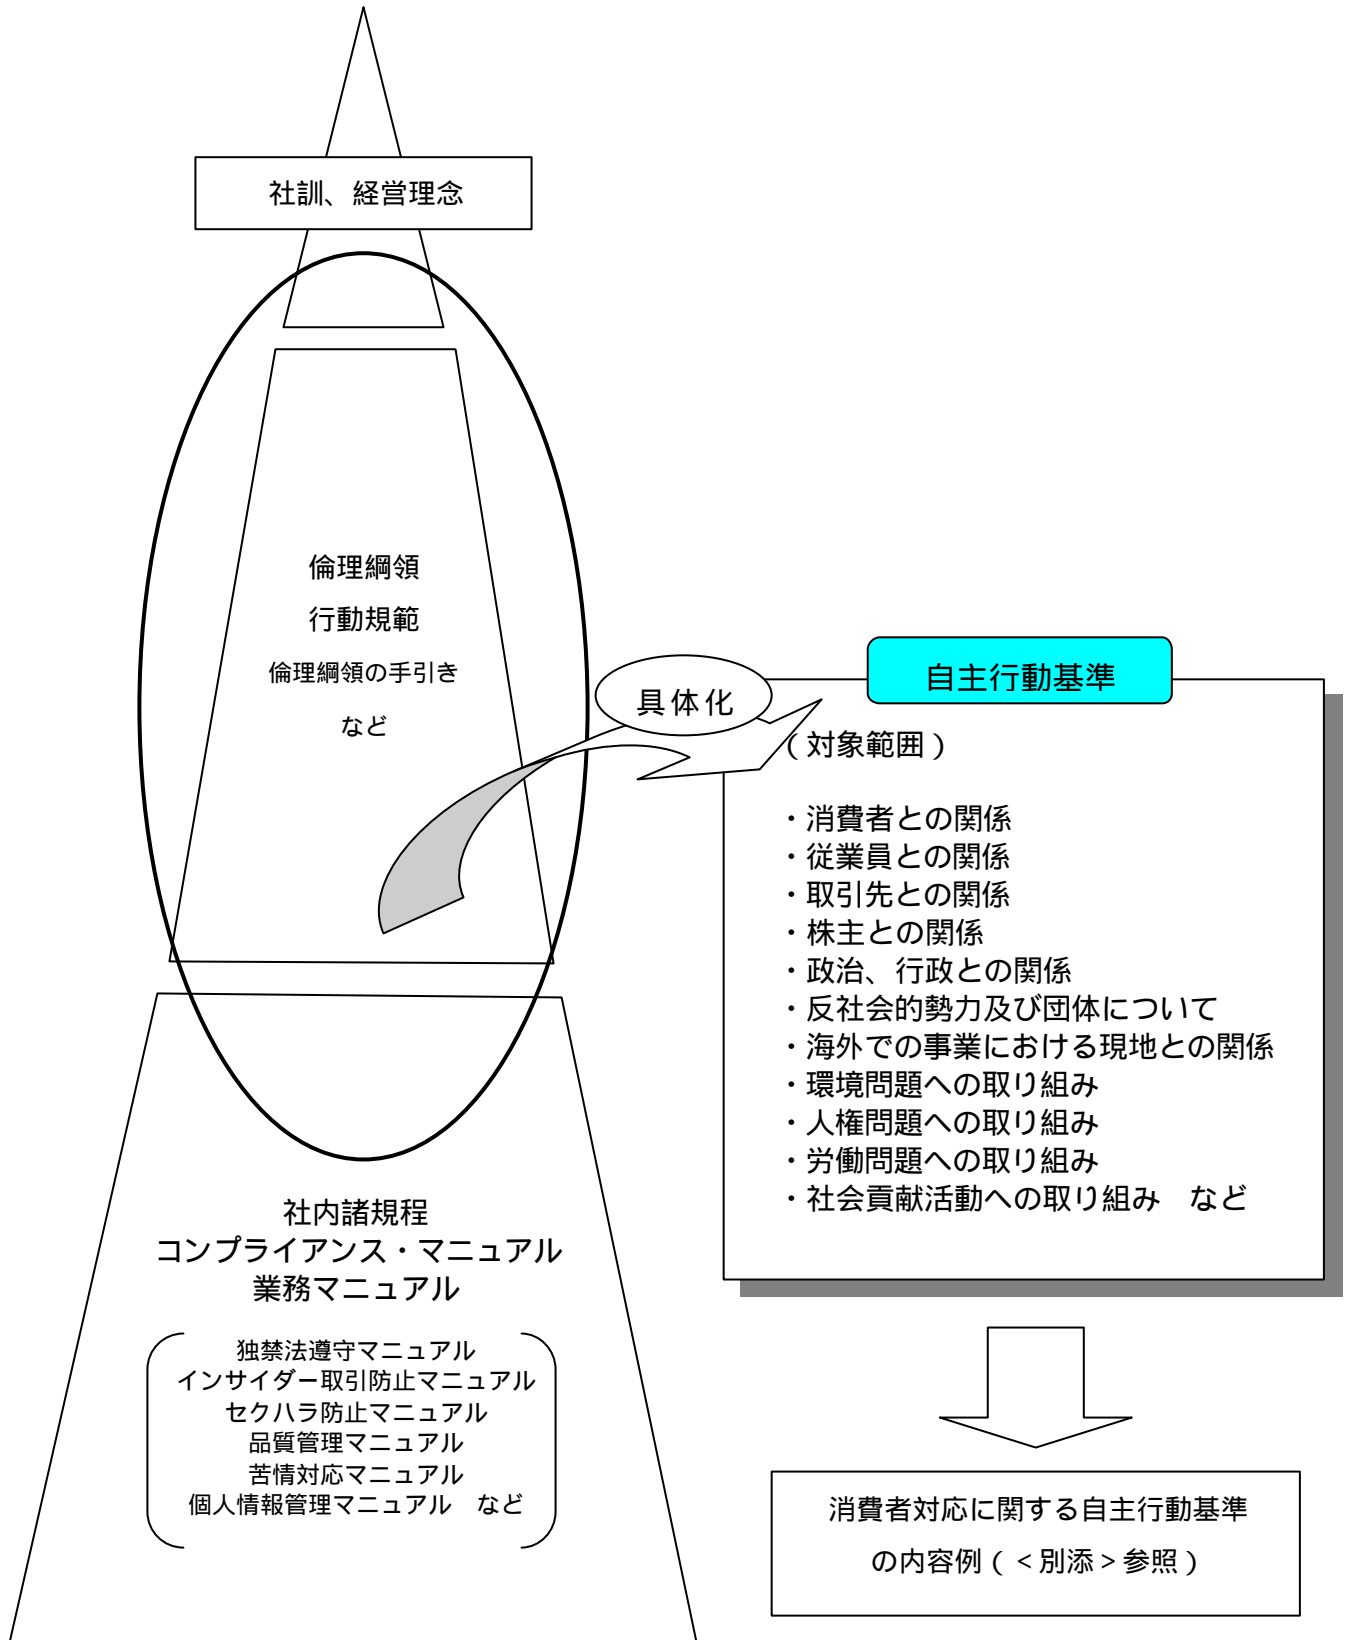 社訓、経営理念
倫理綱領
行動規範
倫理綱領の手引き
など
具体化
自主行動基準
（対象範囲）
・消費者との関係
・従業員との関係
・取引先との関係
・株主との関係
・政治、行政との関係
・反社会的勢力及び団体について
・海外での事業における現地との関係
・環境問題への取り組み
・人権問題への取り組み
・労働問題への取り組み
・社会貢献活動への取り組み　など
社内諸規程
コンプライアンス・マニュアル
業務マニュアル
独禁法遵守マニュアル
インサイダー取引防止マニュアル
セクハラ防止マニュアル
品質管理マニュアル
苦情対応マニュアル
個人情報管理マニュアル　など
消費者対応に関する自主行動基準
の内容例（＜別添＞参照）